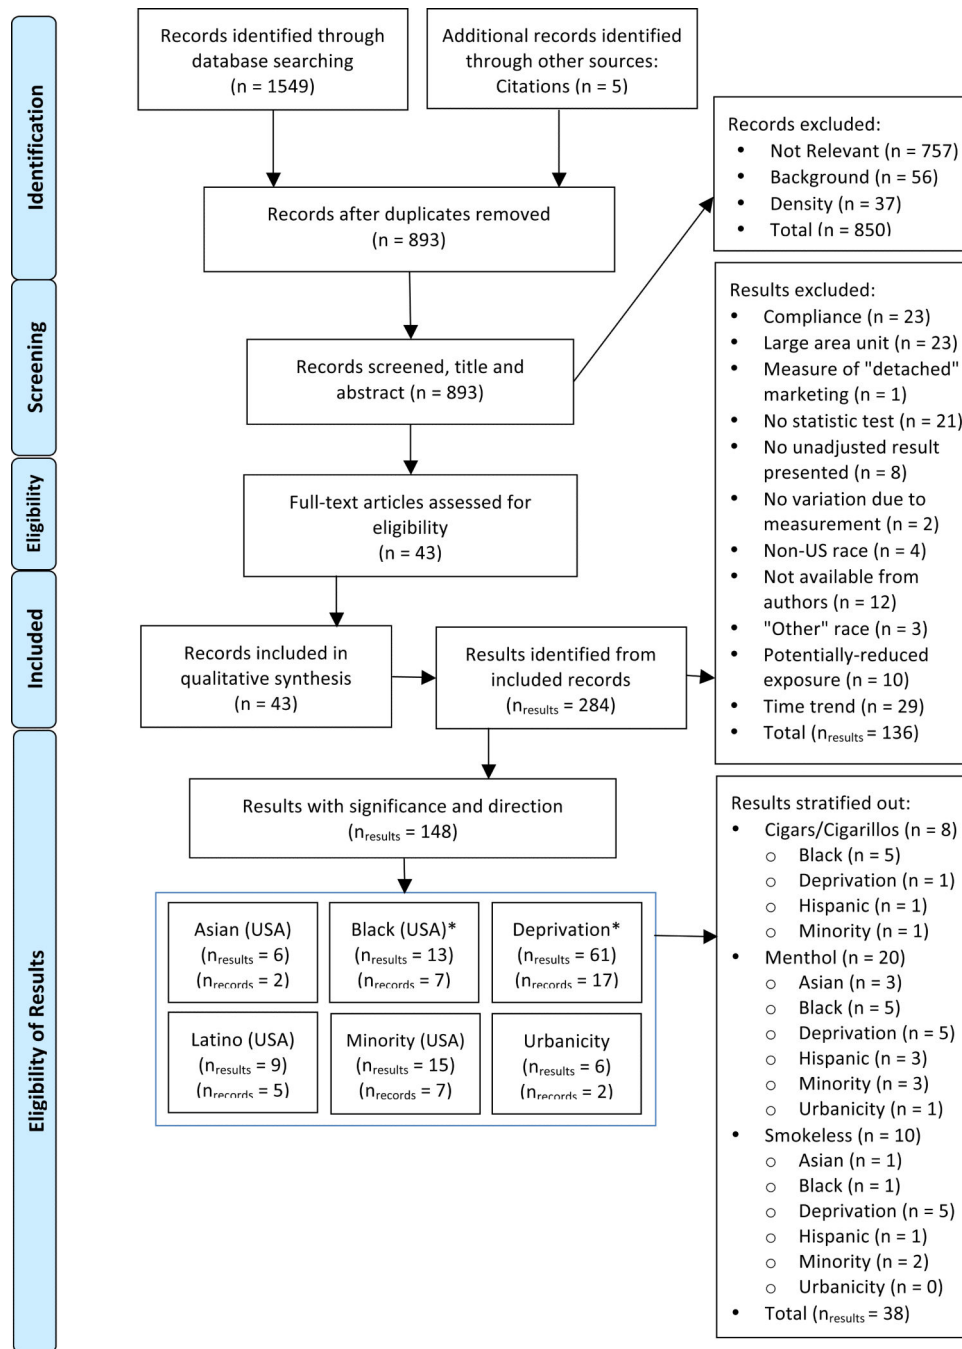 Identification
Records identified through
database searching
(n = 1549)
Additional records identified
through other sources:
Citations (n = 5)
Records after duplicates removed
(n = 893)
Records excluded:
• Not Relevant (n = 757)
• Background (n = 56)
• Density (n = 37)
• Total (n = 850)
Screening
Records screened, title and
abstract (n = 893)
Eligibility
Full-text articles assessed for
eligibility
(n = 43)
Included
Records included in
qualitative synthesis
(n = 43)
Results identified from
included records
(nresults = 284)
Results excluded:
• Compliance (n = 23)
• Large area unit (n = 23)
• Measure of "detached"
marketing (n = 1)
• No statistic test (n = 21)
• No unadjusted result
presented (n = 8)
• No variation due to
measurement (n = 2)
• Non-US race (n = 4)
• Not available from
authors (n = 12)
• "Other" race (n = 3)
• Potentially-reduced
exposure (n = 10)
• Time trend (n = 29)
• Total (nresults = 136)
Eligibility of Results
Results with significance and direction
(nresults = 148)
Asian (USA)
(nresults = 6)
(nrecords = 2)
Black (USA)*
(nresults = 13)
(nrecords = 7)
Deprivation*
(nresults = 61)
(nrecords = 17)
Latino (USA)
(nresults = 9)
(nrecords = 5)
Minority (USA)
(nresults = 15)
(nrecords = 7)
Urbanicity
(nresults = 6)
(nrecords = 2)
Results stratified out:
• Cigars/Cigarillos (n = 8)
o Black (n = 5)
o Deprivation (n = 1)
o Hispanic (n = 1)
o Minority (n = 1)
• Menthol (n = 20)
o Asian (n = 3)
o Black (n = 5)
o Deprivation (n = 5)
o Hispanic (n = 3)
o Minority (n = 3)
o Urbanicity (n = 1)
• Smokeless (n = 10)
o Asian (n = 1)
o Black (n = 1)
o Deprivation (n = 5)
o Hispanic (n = 1)
o Minority (n = 2)
o Urbanicity (n = 0)
• Total (nresults = 38)